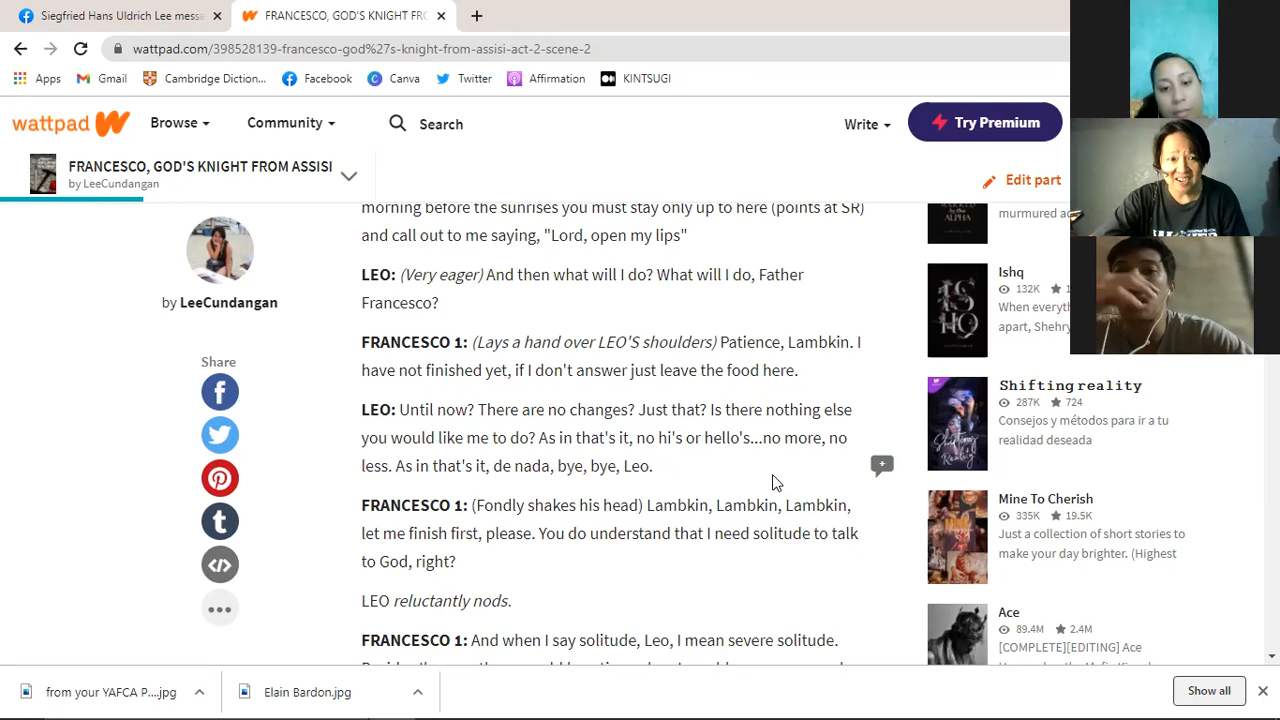 Siegfried Hans Uldrich Lee mess
FRANCESCO, GOD'S KNIGHT FRO
wattpad.com/398528139-francesco-god%27s-knight-from-assisi-act-2-scene-2
Apps Gmail Cambridge Diction... Facebook Canva Twitter Affirmation KINTSUGI
wattpad Browse Community Search Write Try Premium
FRANCESCO, GOD'S KNIGHT FROM ASSISI
by LeeCundangan
Edit part
by LeeCundangan
Share
morning before the sunrises you must stay only up to here (points at SR)
and call out to me saying, "Lord, open my lips"
LEO: (Very eager) And then what will I do? What will I do, Father
Francesco?
FRANCESCO 1: (Lays a hand over LEO'S shoulders) Patience, Lambkin. I
have not finished yet, if I don't answer just leave the food here.
LEO: Until now? There are no changes? Just that? Is there nothing else
you would like me to do? As in that's it, no hi's or hello's...no more, no
less. As in that's it, de nada, bye, bye, Leo.
FRANCESCO 1: (Fondly shakes his head) Lambkin, Lambkin, Lambkin,
let me finish first, please. You do understand that I need solitude to talk
to God, right?
LEO reluctantly nods.
FRANCESCO 1: And when I say solitude, Leo, I mean severe solitude.
murmured
Ishq
132K
When everyth
apart, Shehry
Shifting reality
287K 724
Consejos y métodos para ir a tu
realidad deseada
Mine To Cherish
335K 19.5K
Just a collection of short stories to
make your day brighter. (Highest
Ace
89.4M 2.4M
[COMPLETE][EDITING] Ace
from your YAFCA P....jpg Elain Bardon.jpg Show all